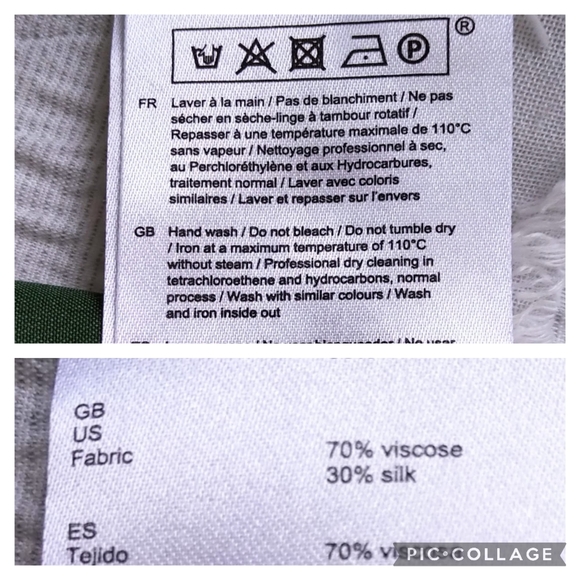 ®
P
FR Laver à la main / Pas de blanchiment / Ne pas
sécher en sèche-linge à tambour rotatif /
Repasser à une température maximale de 110°C
sans vapeur / Nettoyage professionnel à sec,
au Perchloréthylène et aux Hydrocarbures,
traitement normal / Laver avec coloris
similaires / Laver et repasser sur l'envers
GB Hand wash / Do not bleach / Do not tumble dry
/ Iron at a maximum temperature of 110°C
without steam / Professional dry cleaning in
tetrachloroethene and hydrocarbons, normal
process / Wash with similar colours / Wash
and iron inside out
GB
US
Fabric 70% viscose
30% silk
ES
Tejido 70%
PIC·COLLAGE